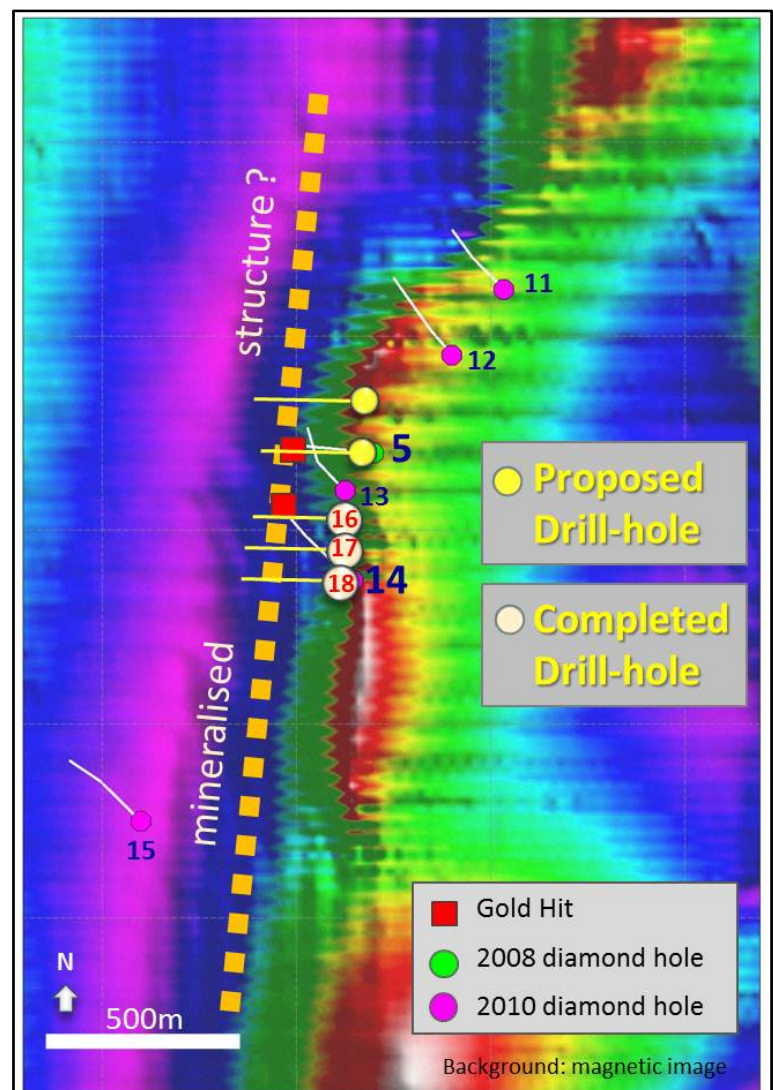 structure ?
11
12
5
13
16
17
18
14
Proposed
Drill-hole
Completed
Drill-hole
mineralised
15
Gold Hit
2008 diamond hole
2010 diamond hole
N
500m
Background: magnetic image